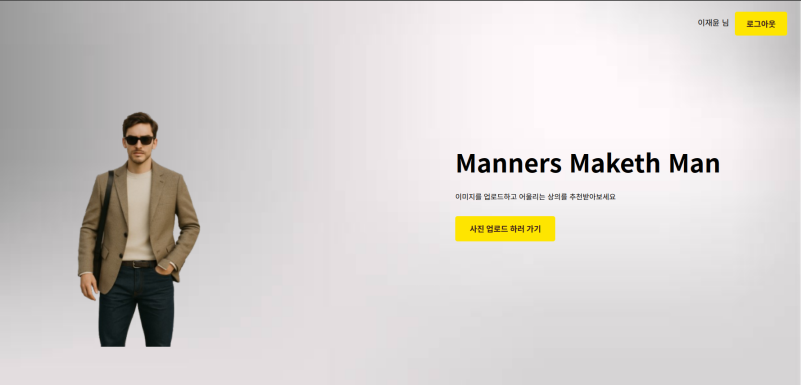 이재윤 님
로그아웃
Manners Maketh Man
이미지를 업로드하고 어울리는 상의를 추천받아보세요
사진 업로드 하러 가기